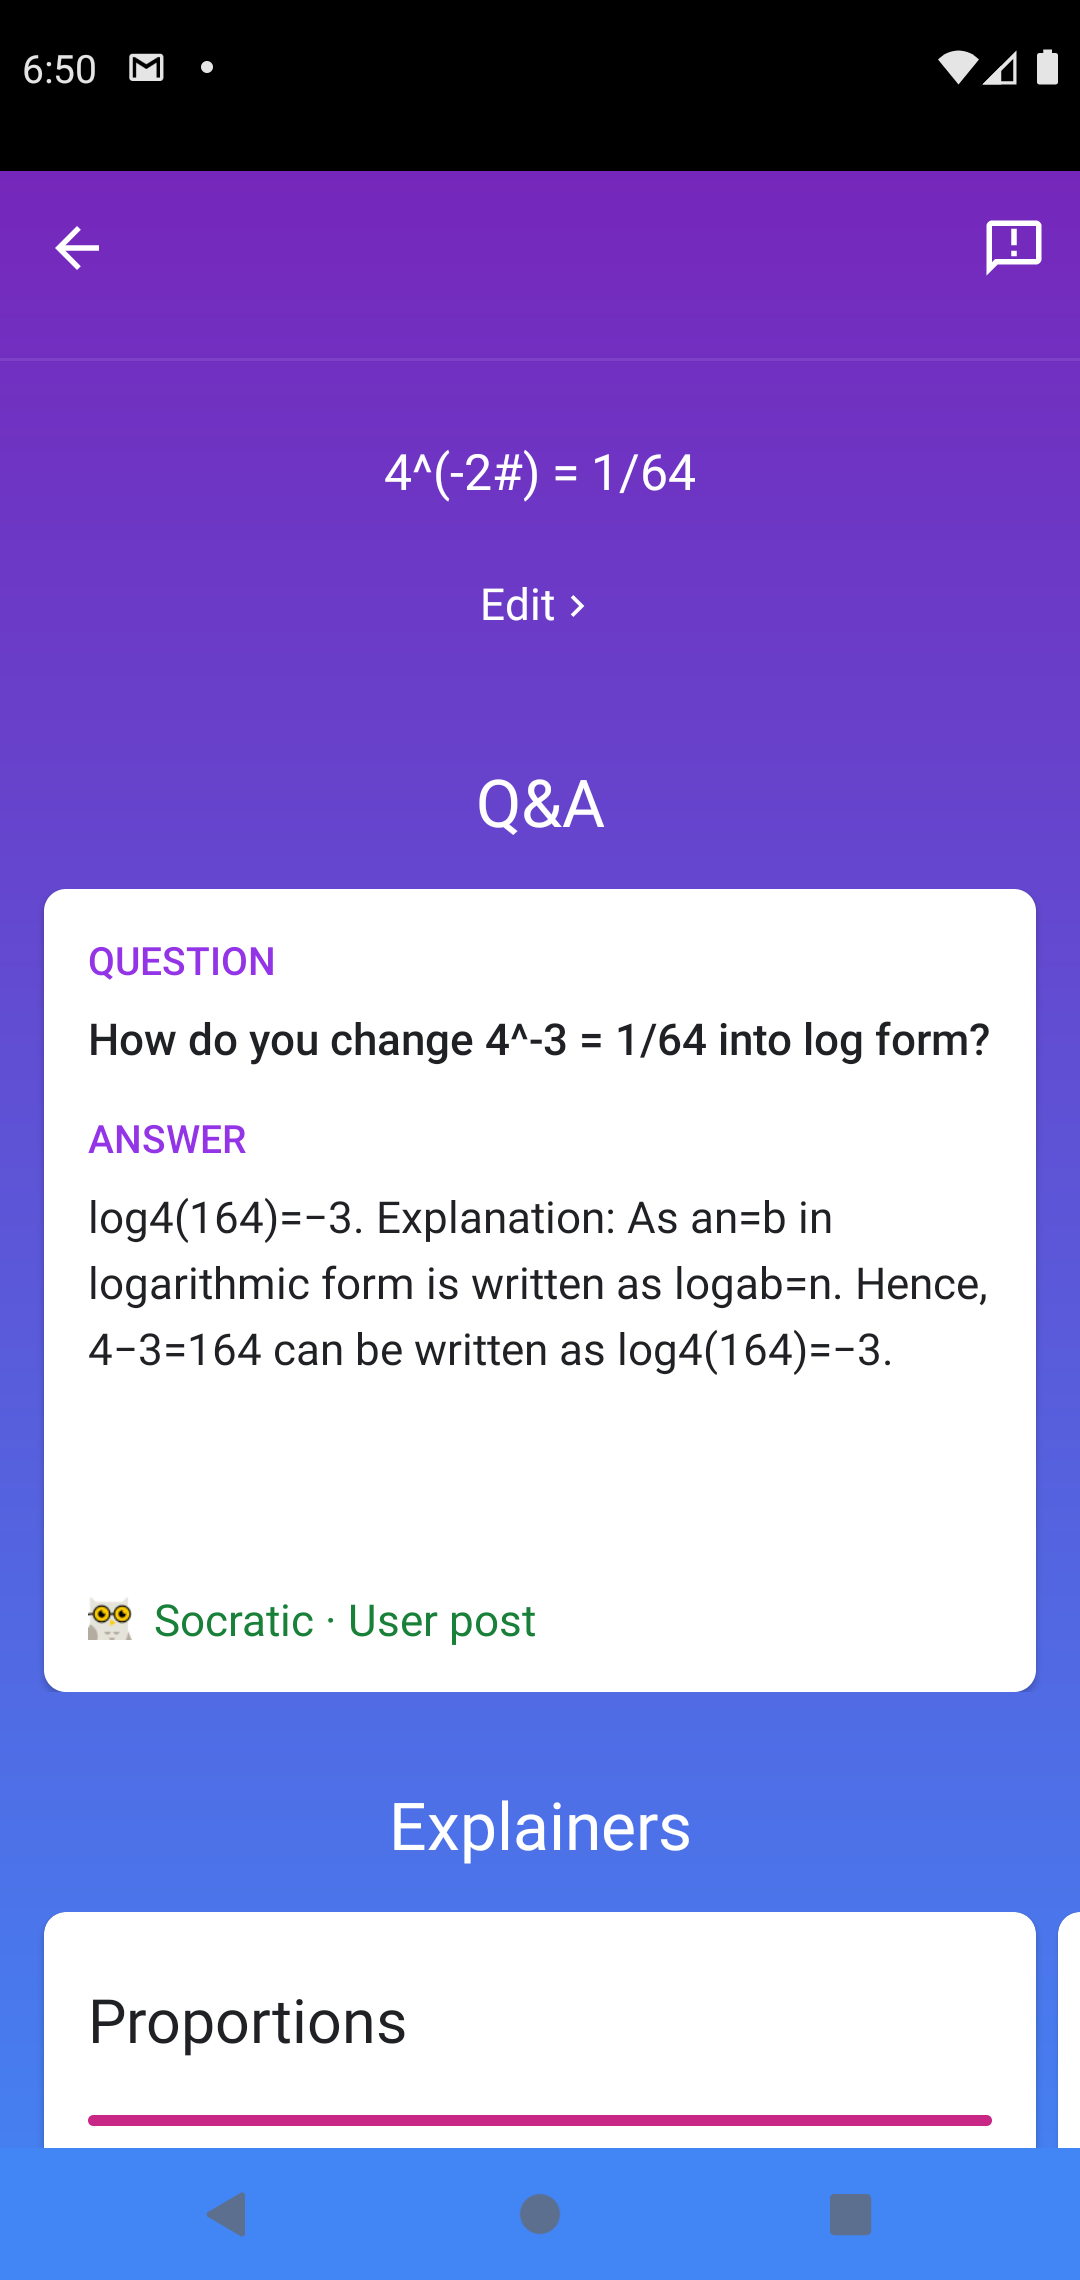 6:50
4^(-2#) = 1/64
Edit
Q&A
QUESTION
How do you change 4^-3 = 1/64 into log form?
ANSWER
log4(164)=−3. Explanation: As an=b in
logarithmic form is written as logab=n. Hence,
4−3=164 can be written as log4(164)=−3.
Socratic · User post
Explainers
Proportions